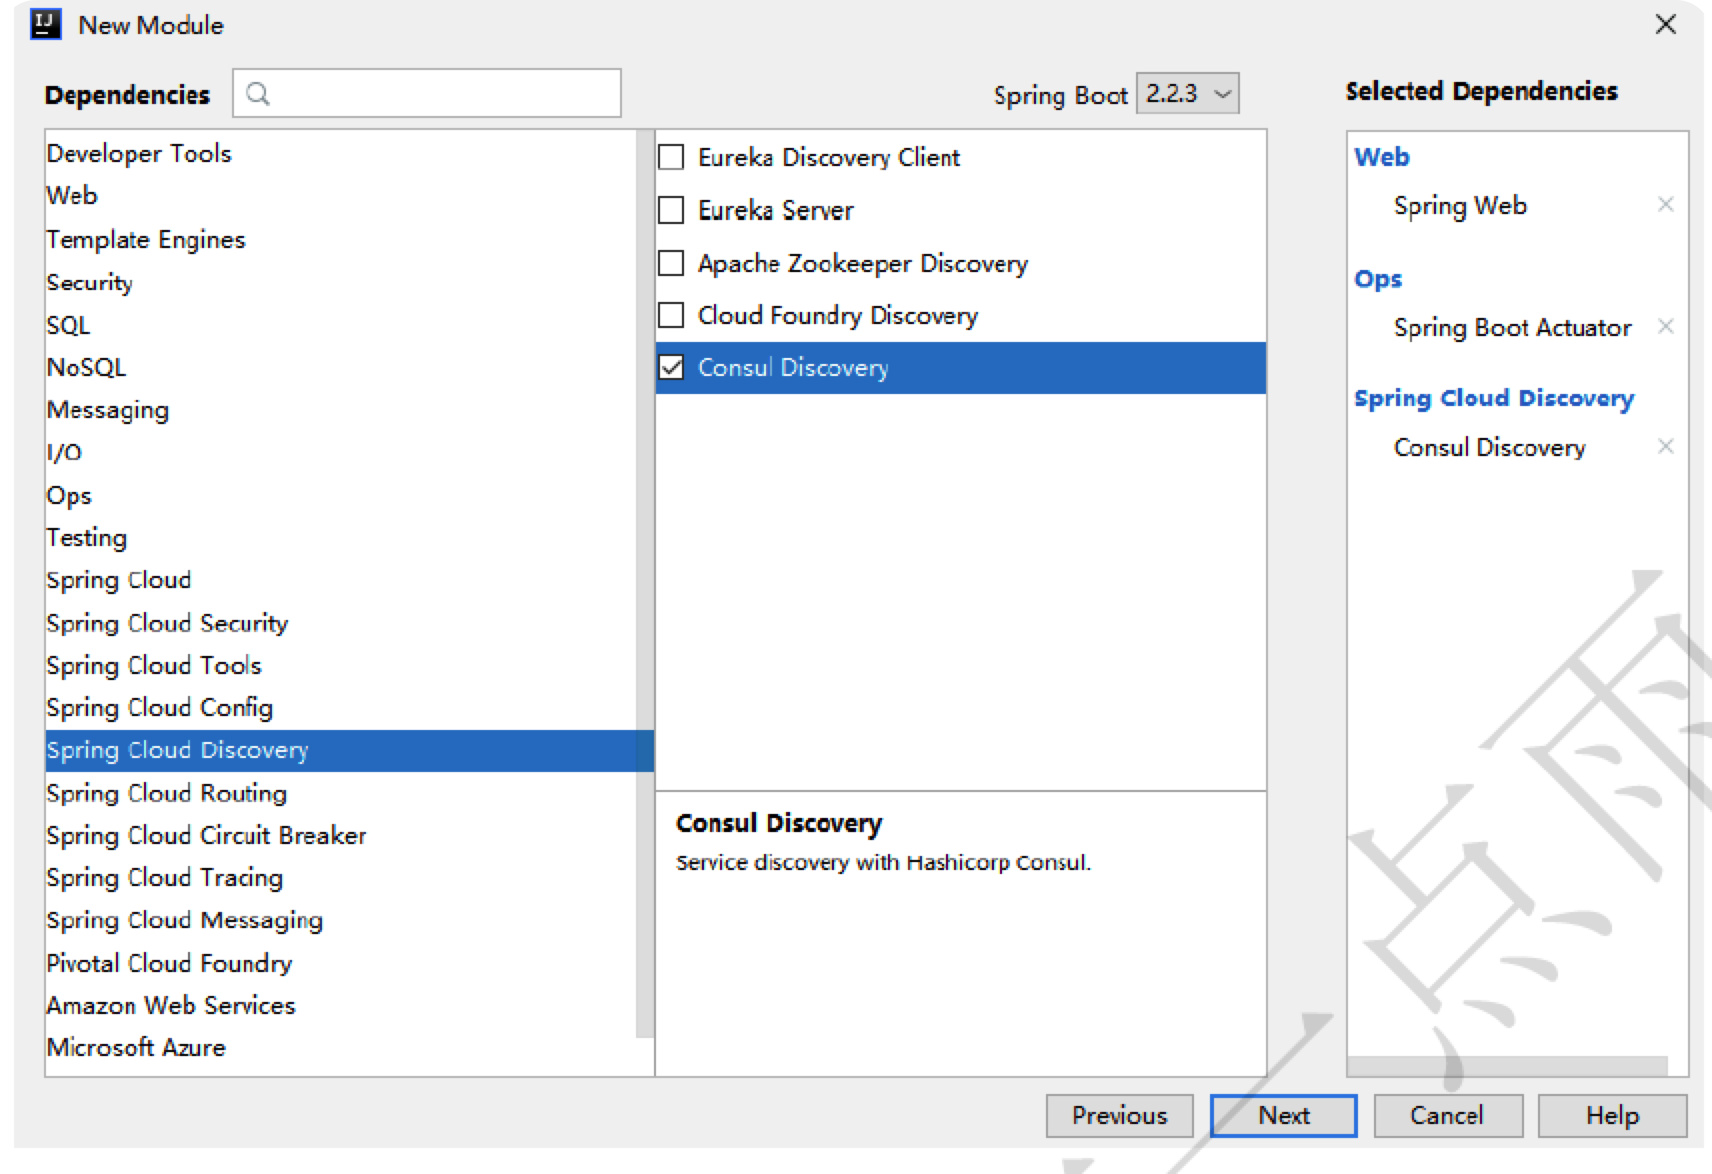 New Module
Dependencies
Spring Boot 2.2.3
Selected Dependencies
Developer Tools
Web
Template Engines
Security
SQL
NoSQL
Messaging
I/O
Ops
Testing
Spring Cloud
Spring Cloud Security
Spring Cloud Tools
Spring Cloud Config
Spring Cloud Discovery
Spring Cloud Routing
Spring Cloud Circuit Breaker
Spring Cloud Tracing
Spring Cloud Messaging
Pivotal Cloud Foundry
Amazon Web Services
Microsoft Azure
Eureka Discovery Client
Eureka Server
Apache Zookeeper Discovery
Cloud Foundry Discovery
Consul Discovery
Consul Discovery
Service discovery with Hashicorp Consul.
Web
Spring Web
Ops
Spring Boot Actuator
Spring Cloud Discovery
Consul Discovery
Previous
Next
Cancel
Help
点雨